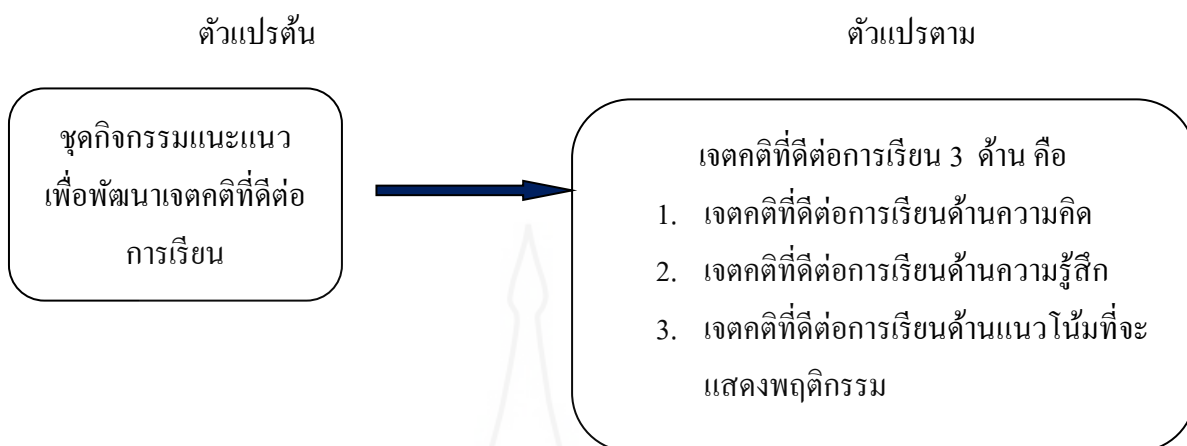 ตัวแปรต้น
ตัวแปรตาม
ชุดกิจกรรมแนะแนว
เพื่อพัฒนาเจตคติที่ดีต่อ
การเรียน
เจตคติที่ดีต่อการเรียน 3 ด้าน คือ
1. เจตคติที่ดีต่อการเรียนด้านความคิด
2. เจตคติที่ดีต่อการเรียนด้านความรู้สึก
3. เจตคติที่ดีต่อการเรียนด้านแนวโน้มที่จะ
แสดงพฤติกรรม